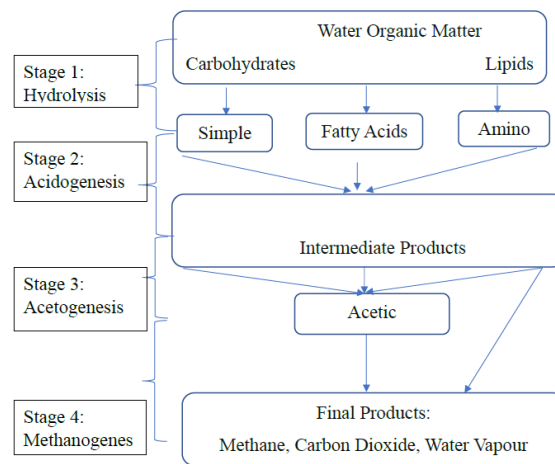 Water Organic Matter
Carbohydrates Lipids
Stage 1:
Hydrolysis
Simple Fatty Acids Amino
Stage 2:
Acidogenesis
Intermediate Products
Stage 3:
Acetogenesis
Acetic
Stage 4:
Methanogenes
Final Products:
Methane, Carbon Dioxide, Water Vapour